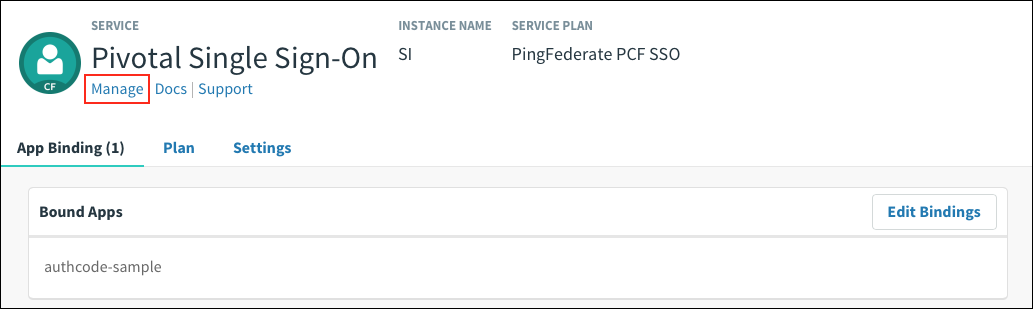 SERVICE
Pivotal Single Sign-On
Manage Docs | Support
CF
INSTANCE NAME
SI
SERVICE PLAN
PingFederate PCF SSO
App Binding (1) Plan Settings
Bound Apps Edit Bindings
authcode-sample